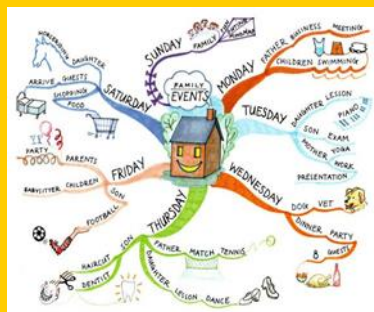 FAMILY
EVENTS
MONDAY
FATHER BUSINESS MEETING
CHILDREN SWIMMING
TUESDAY
DAUGHTER LESSON PIANO
SON EXAM
MOTHER YOGA
WORK
PRESENTATION
WEDNESDAY
DOG VET
DINNER PARTY
8 GUESTS
THURSDAY
FATHER MATCH TENNIS
DAUGHTER LESSON DANCE
SON
HAIRCUT
DENTIST
FRIDAY
PARENTS PARTY
CHILDREN BABYSITTER
SON
FOOTBALL
SATURDAY
DAUGHTER
ARRIVE GUESTS
SHOPPING
FOOD
SUNDAY
FAMILY